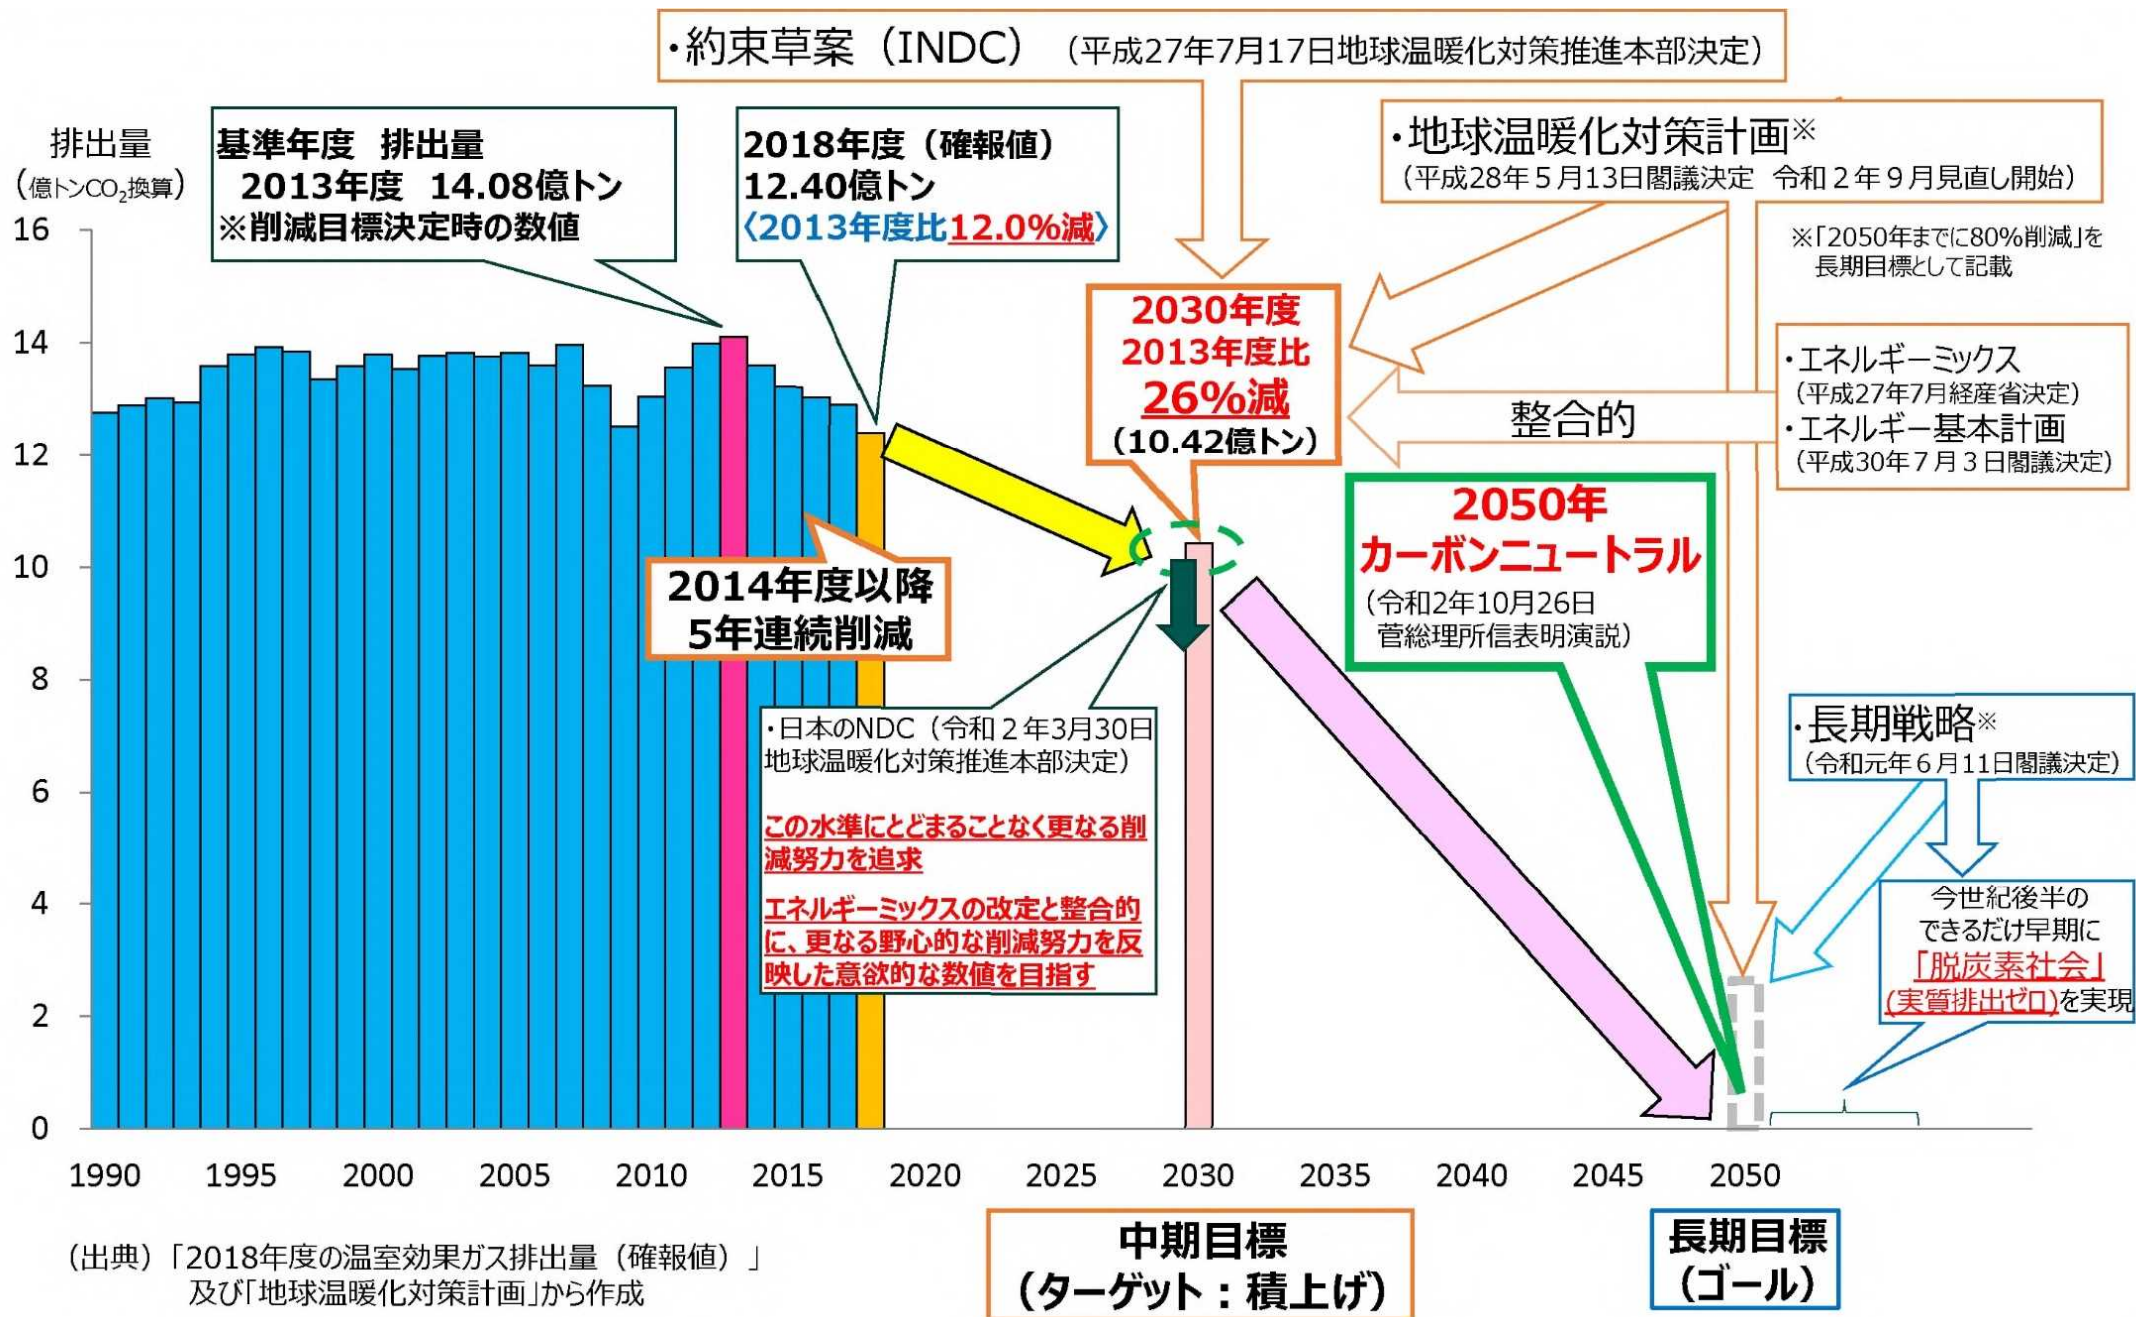 ・約束草案（INDC）（平成27年7月17日地球温暖化対策推進本部決定）
排出量
（億トンCO₂換算）
基準年度 排出量
2013年度 14.08億トン
※削減目標決定時の数値
2018年度（確報値）
12.40億トン
〈2013年度比12.0%減〉
・地球温暖化対策計画※
（平成28年５月13日閣議決定 令和２年９月見直し開始）
※「2050年までに80%削減」を
長期目標として記載
2030年度
2013年度比
26%減
（10.42億トン）
整合的
・エネルギーミックス
（平成27年7月経産省決定）
・エネルギー基本計画
（平成30年７月３日閣議決定）
2050年
カーボンニュートラル
（令和2年10月26日
菅総理所信表明演説）
2014年度以降
5年連続削減
・日本のNDC（令和２年3月30日
地球温暖化対策推進本部決定）
この水準にとどまることなく更なる削
減努力を追求
エネルギーミックスの改定と整合的
に、更なる野心的な削減努力を反
映した意欲的な数値を目指す
・長期戦略※
（令和元年６月11日閣議決定）
今世紀後半の
できるだけ早期に
「脱炭素社会」
(実質排出ゼロ)を実現
16
14
12
10
8
6
4
2
0
1990 1995 2000 2005 2010 2015 2020 2025 2030 2035 2040 2045 2050
中期目標
（ターゲット：積上げ）
長期目標
（ゴール）
（出典）「2018年度の温室効果ガス排出量（確報値）」
及び「地球温暖化対策計画」から作成